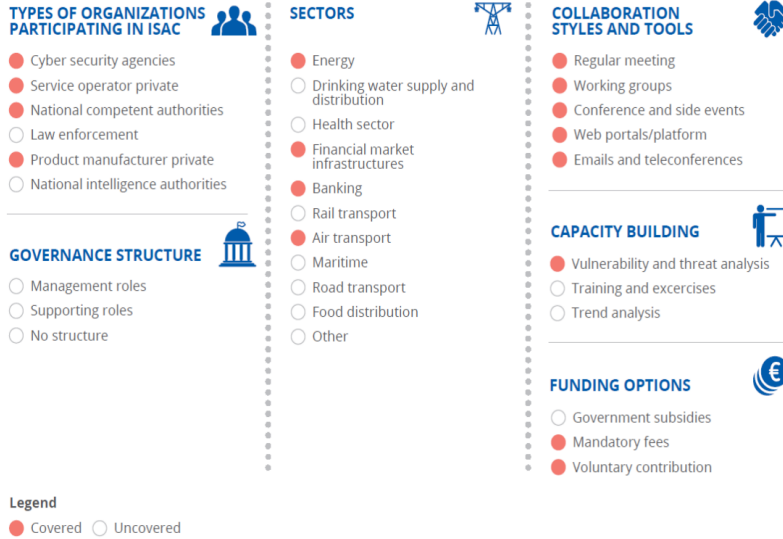 TYPES OF ORGANIZATIONS
PARTICIPATING IN ISAC
Cyber security agencies
Service operator private
National competent authorities
Law enforcement
Product manufacturer private
National intelligence authorities
GOVERNANCE STRUCTURE
Management roles
Supporting roles
No structure
SECTORS
Energy
Drinking water supply and
distribution
Health sector
Financial market
infrastructures
Banking
Rail transport
Air transport
Maritime
Road transport
Food distribution
Other
COLLABORATION
STYLES AND TOOLS
Regular meeting
Working groups
Conference and side events
Web portals/platform
Emails and teleconferences
CAPACITY BUILDING
Vulnerability and threat analysis
Training and excercises
Trend analysis
FUNDING OPTIONS
€
Government subsidies
Mandatory fees
Voluntary contribution
Legend
Covered
Uncovered